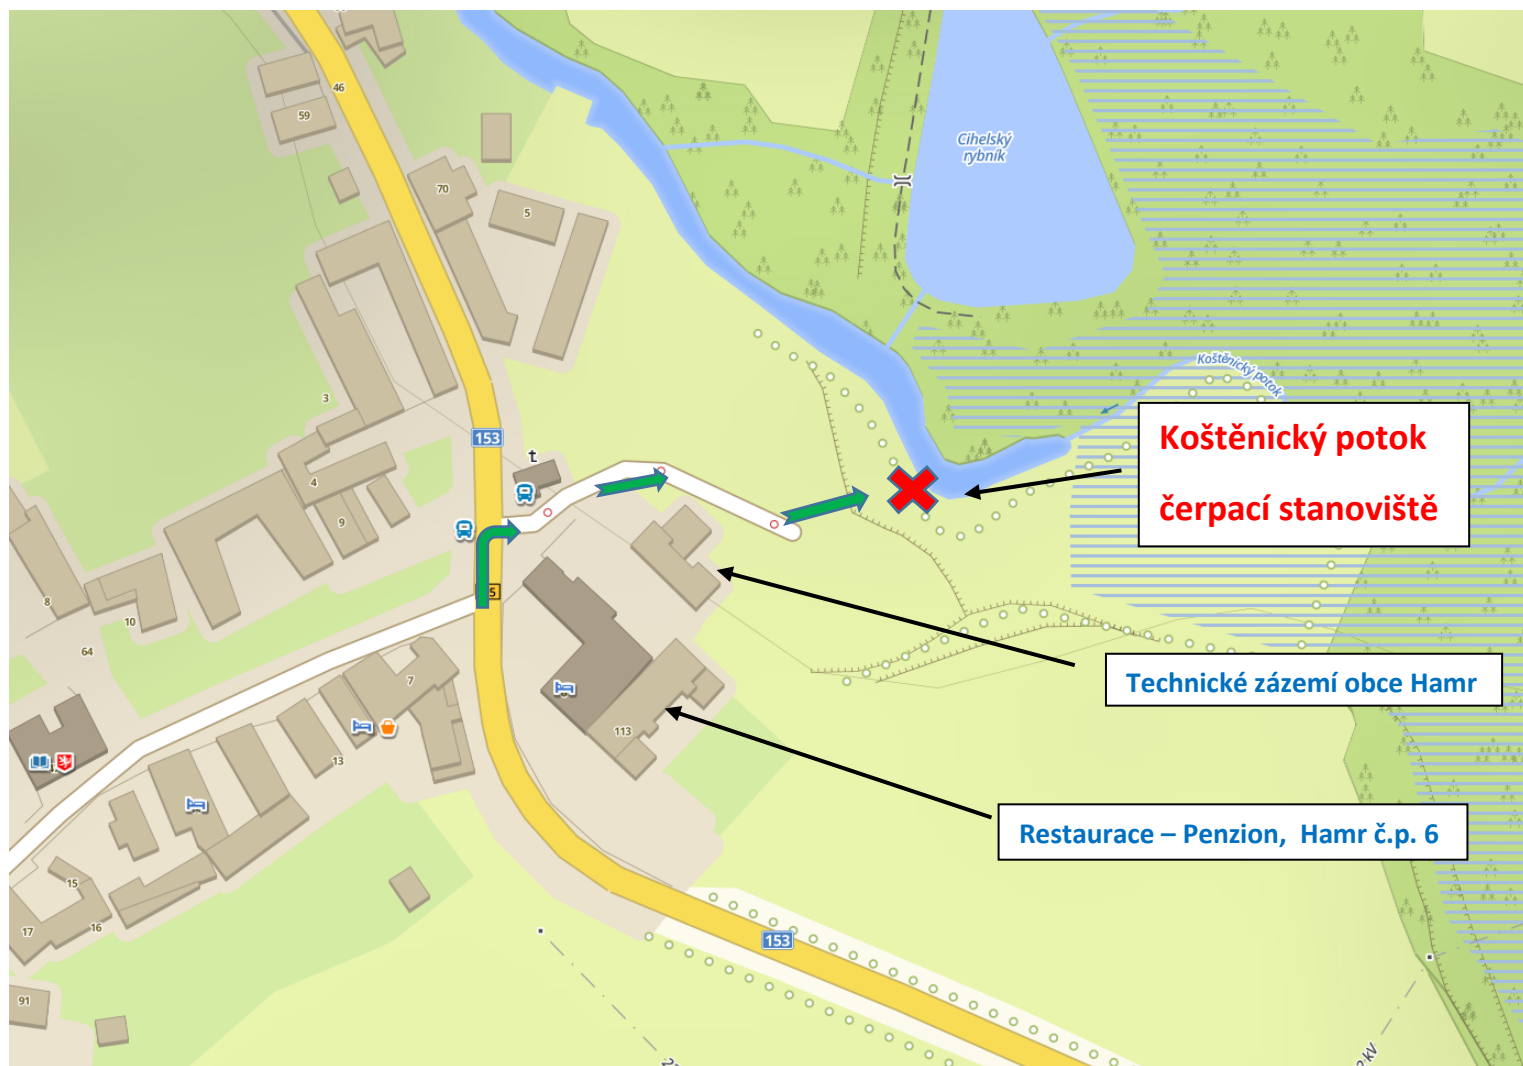 46
59
70
5
Cihelský
rybník
Koštěnický potok
3
153
t
Koštěnický potok
čerpací stanoviště
4
9
8
10
5
64
7
Technické zázemí obce Hamr
113
13
Restaurace – Penzion, Hamr č.p. 6
15
16
17
153
91